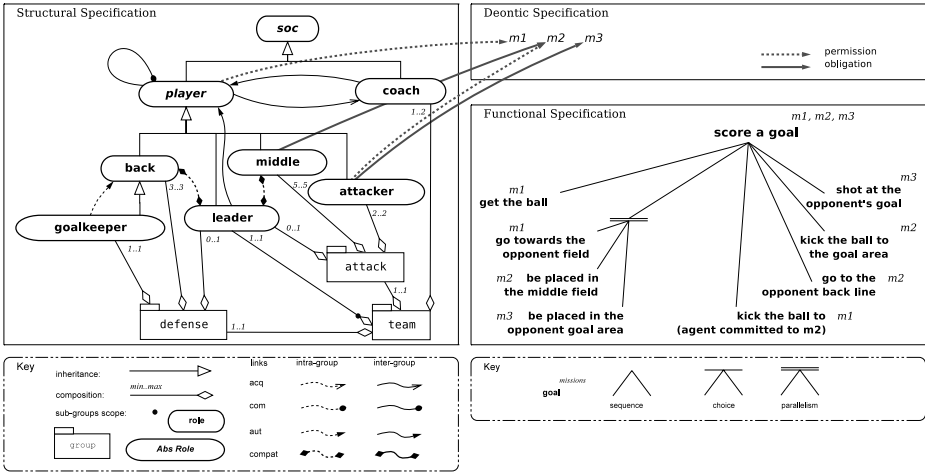 Structural Specification
soc
player
coach
1..2
back
3..3
middle
5..5
attacker
2..2
goalkeeper
1..1
leader
0..1
1..1
0..1
attack
1..1
defense
1..1
team
Deontic Specification
m1 m2 m3
permission
obligation
Functional Specification
m1, m2, m3
score a goal
m1
get the ball
m3
shot at the
opponent's goal
m1
go towards the
opponent field
m2
kick the ball to
the goal area
m2 be placed in
the middle field
go to the m2
opponent back line
m3 be placed in the
opponent goal area
kick the ball to m1
(agent committed to m2)
Key
inheritance:
min..max
composition:
sub-groups scope:
role
group
Abs Role
links intra-group inter-group
acq
com
aut
compat
Key
missions
goal
sequence choice parallelism